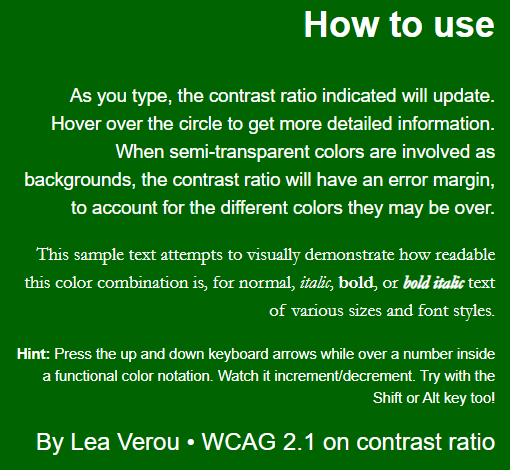 How to use
As you type, the contrast ratio indicated will update.
Hover over the circle to get more detailed information.
When semi-transparent colors are involved as
backgrounds, the contrast ratio will have an error margin,
to account for the different colors they may be over.
This sample text attempts to visually demonstrate how readable
this color combination is, for normal, italic, bold, or bold italic text
of various sizes and font styles.
Hint: Press the up and down keyboard arrows while over a number inside
a functional color notation. Watch it increment/decrement. Try with the
Shift or Alt key too!
By Lea Verou • WCAG 2.1 on contrast ratio